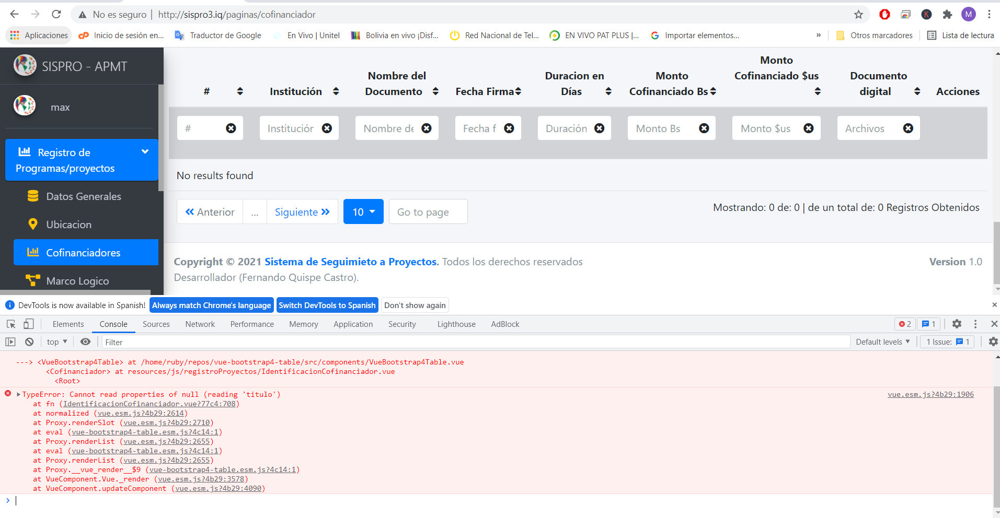 No es seguro | http://sispro3.iq/paginas/cofinanciador
M
Aplicaciones
Inicio de sesión en...
Traductor de Google
En Vivo | Unitel
Bolivia en vivo ¡Disf...
Red Nacional de Tel...
EN VIVO PAT PLUS |...
Importar elementos...
»
Otros marcadores
Lista de lectura
SISPRO - APMT
max
Registro de
Programas/proyectos
Datos Generales
Ubicacion
Cofinanciadores
Marco Logico
#
Institución
Nombre del
Documento
Fecha Firma
Duracion en
Días
Monto
Cofinanciado Bs
Monto
Cofinanciado $us
Documento
digital
Acciones
#
Institución
Nombre de
Fecha f
Duración
Monto Bs
Monto $us
Archivos
No results found
Anterior
...
Siguiente
10
Go to page
Mostrando: 0 de: 0 | de un total de: 0 Registros Obtenidos
Copyright © 2021 Sistema de Seguimieto a Proyectos. Todos los derechos reservados
Desarrollador (Fernando Quispe Castro).
Version 1.0
DevTools is now available in Spanish!
Always match Chrome's language
Switch DevTools to Spanish
Don't show again
Elements
Console
Sources
Network
Performance
Memory
Application
Security
Lighthouse
AdBlock
2
1
top
Filter
Default levels
1 Issue: 1
---> <VueBootstrap4Table> at /home/ruby/repos/vue-bootstrap4-table/src/components/VueBootstrap4Table.vue
<Cofinanciador> at resources/js/registroProyectos/IdentificacionCofinanciador.vue
<Root>
TypeError: Cannot read properties of null (reading 'titulo')
vue.esm.js?4b29:1906
at fn (IdentificacionCofinanciador.vue?77c4:708)
at normalized (vue.esm.js?4b29:2614)
at Proxy.renderSlot (vue.esm.js?4b29:2710)
at eval (vue-bootstrap4-table.esm.js?4c14:1)
at Proxy.renderList (vue.esm.js?4b29:2655)
at eval (vue-bootstrap4-table.esm.js?4c14:1)
at Proxy.renderList (vue.esm.js?4b29:2655)
at Proxy.__vue_render__$9 (vue-bootstrap4-table.esm.js?4c14:1)
at VueComponent.Vue._render (vue.esm.js?4b29:3578)
at VueComponent.updateComponent (vue.esm.js?4b29:4090)